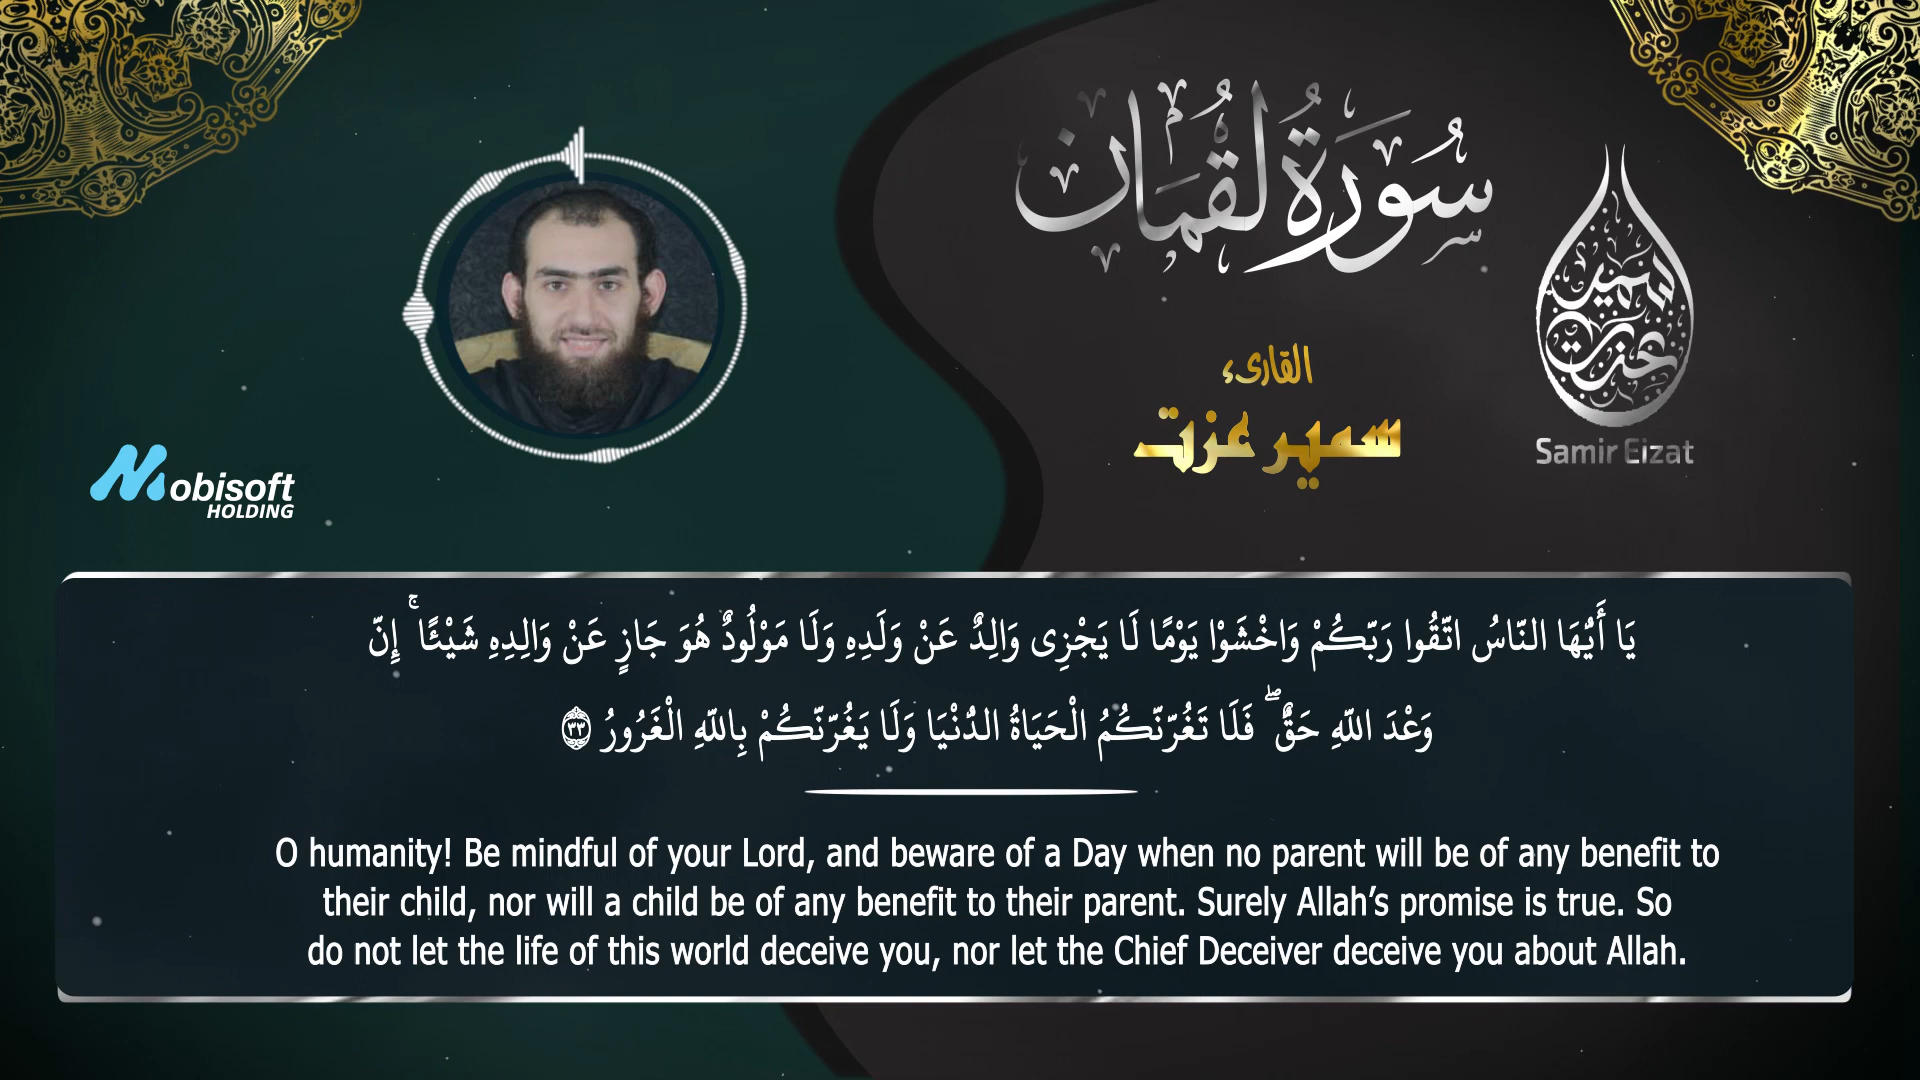 سُورَةُ لُقْمَان
سمير عزت
Samir Eizat
القارىء
سمير عزت
Mobisoft
HOLDING
يَا أَيُّهَا النَّاسُ اتَّقُوا رَبَّكُمْ وَاخْشَوْا يَوْمًا لَا يَجْزِى وَالِدٌ عَنْ وَلَدِهِ وَلَا مَوْلُودٌ هُوَ جَازٍ عَنْ وَالِدِهِ شَيْئًا ۚ إِنَّ
وَعْدَ اللَّهِ حَقٌّ ۖ فَلَا تَغُرَّنَّكُمُ الْحَيَاةُ الدُّنْيَا وَلَا يَغُرَّنَّكُمْ بِاللَّهِ الْغَرُورُ ۝٣٣
O humanity! Be mindful of your Lord, and beware of a Day when no parent will be of any benefit to
their child, nor will a child be of any benefit to their parent. Surely Allah’s promise is true. So
do not let the life of this world deceive you, nor let the Chief Deceiver deceive you about Allah.